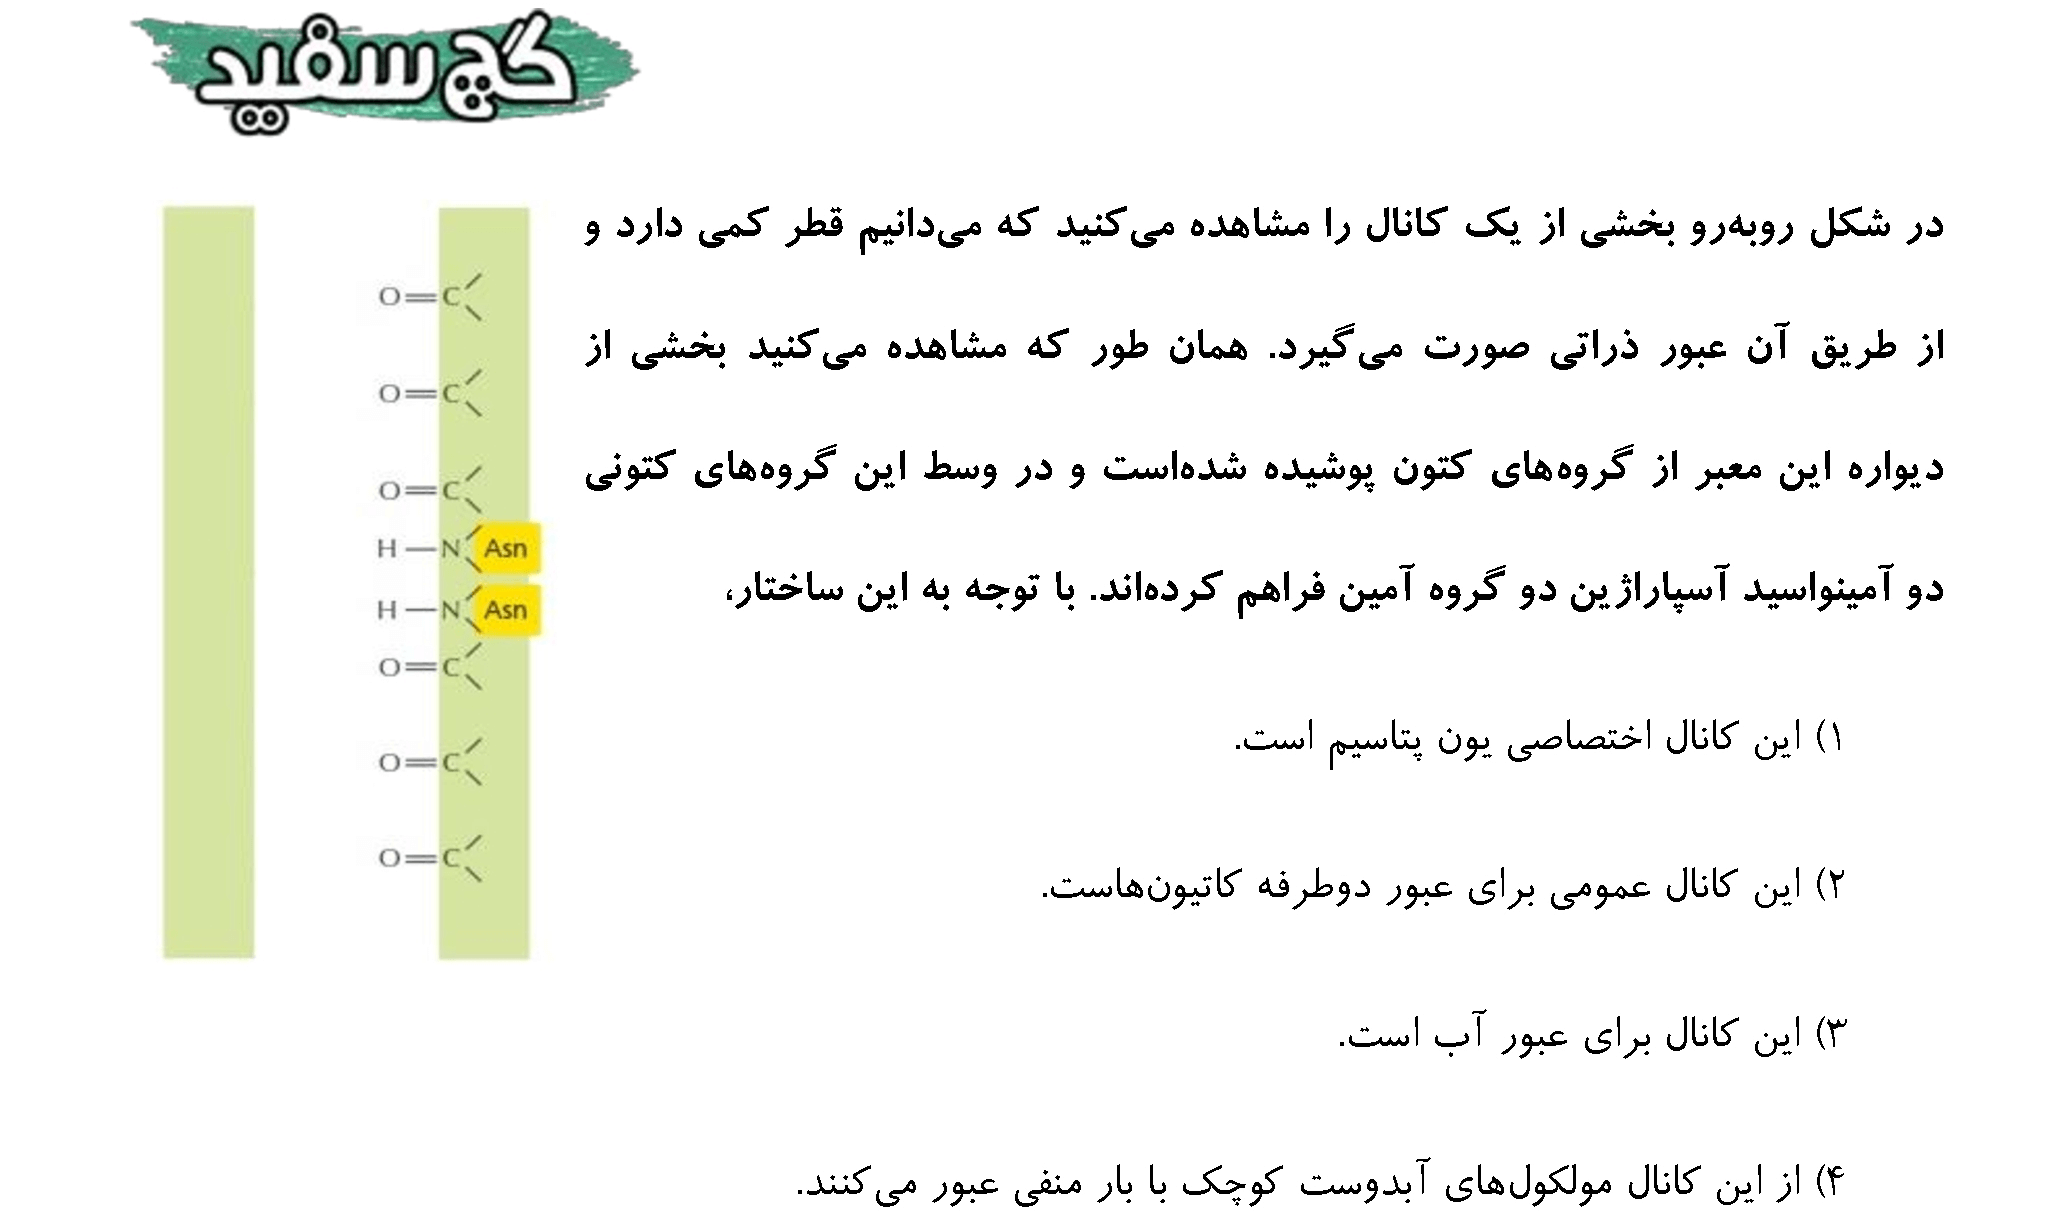 گچ سفید
در شکل روبه‌رو بخشی از یک کانال را مشاهده می‌کنید که می‌دانیم قطر کمی دارد و
از طریق آن عبور ذراتی صورت می‌گیرد. همان طور که مشاهده می‌کنید بخشی از
دیواره این معبر از گروه‌های کتون پوشیده شده‌است و در وسط این گروه‌های کتونی
دو آمینواسید آسپاراژین دو گروه آمین فراهم کرده‌اند. با توجه به این ساختار،
۱) این کانال اختصاصی یون پتاسیم است.
۲) این کانال عمومی برای عبور دوطرفه کاتیون‌هاست.
۳) این کانال برای عبور آب است.
۴) از این کانال مولکول‌های آبدوست کوچک با بار منفی عبور می‌کنند.
O=C
O=C
O=C
H—N Asn
H—N Asn
O=C
O=C
O=C